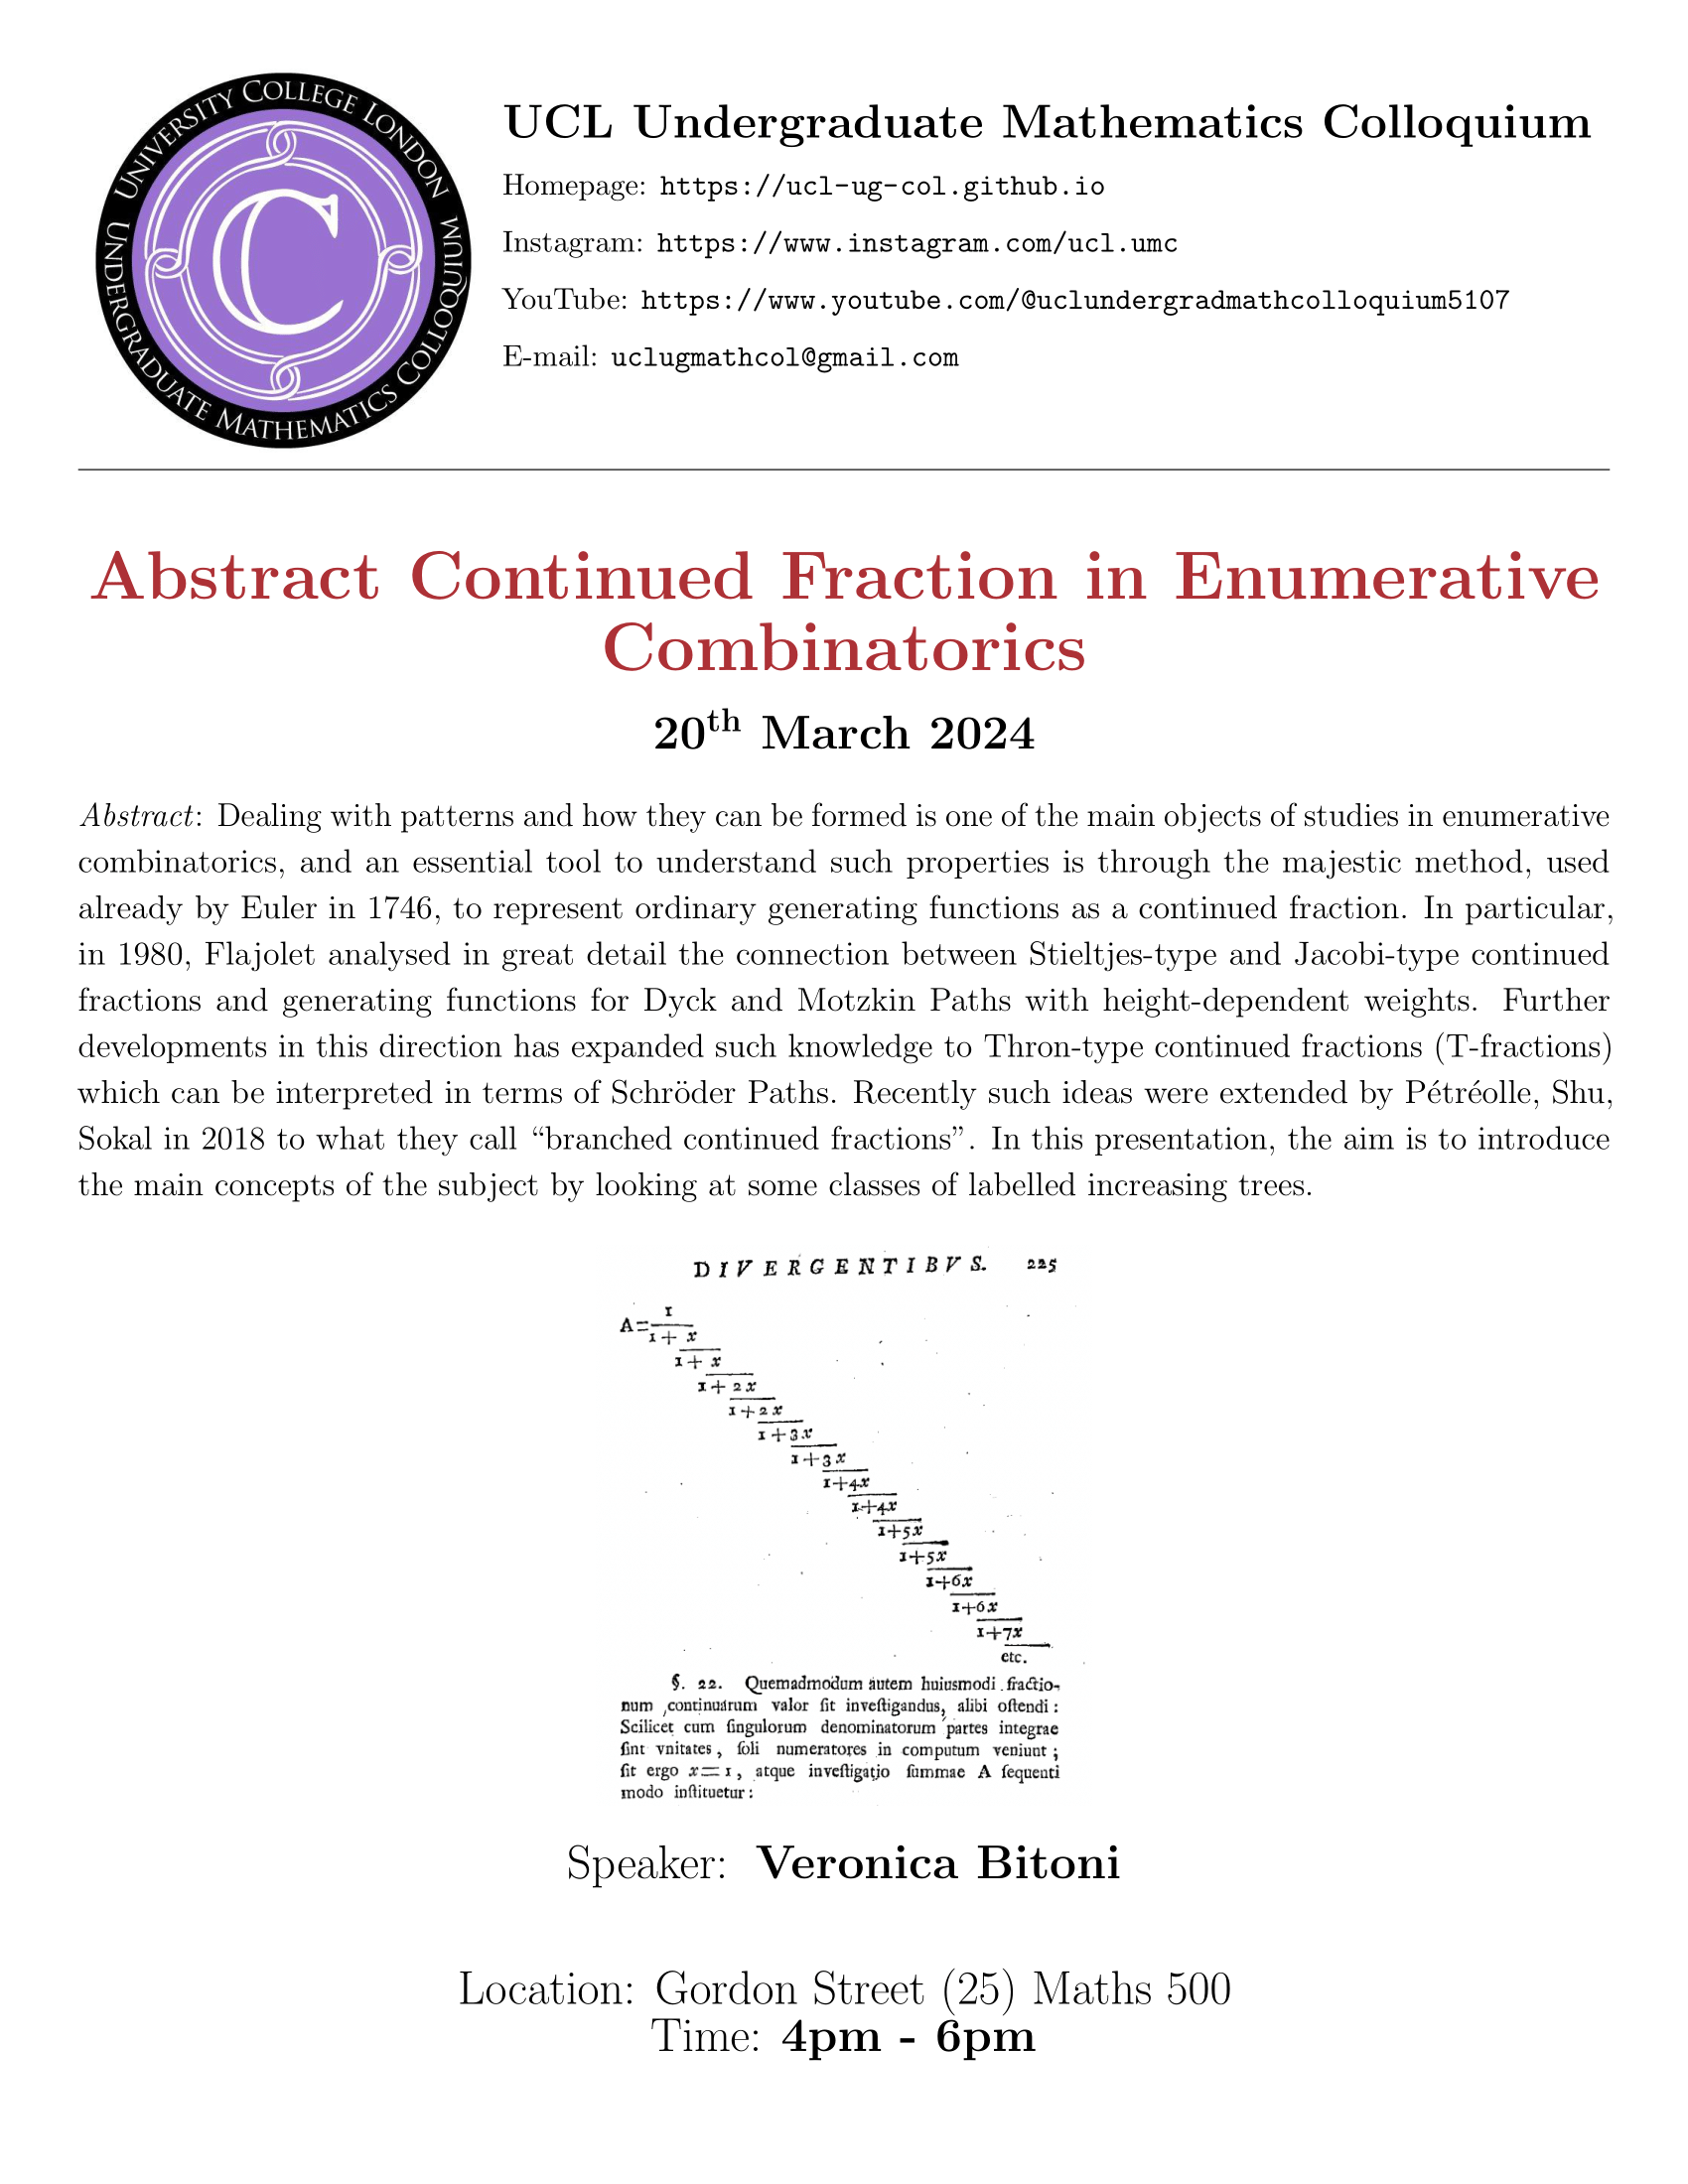 UNIVERSITY COLLEGE LONDON
UNDERGRADUATE MATHEMATICS COLLOQUIUM
C
UCL Undergraduate Mathematics Colloquium
Homepage: https://ucl-ug-col.github.io
Instagram: https://www.instagram.com/ucl.umc
YouTube: https://www.youtube.com/@uclundergradmathcolloquium5107
E-mail: uclugmathcol@gmail.com
Abstract Continued Fraction in Enumerative
Combinatorics
20th March 2024
Abstract: Dealing with patterns and how they can be formed is one of the main objects of studies in enumerative
combinatorics, and an essential tool to understand such properties is through the majestic method, used
already by Euler in 1746, to represent ordinary generating functions as a continued fraction. In particular,
in 1980, Flajolet analysed in great detail the connection between Stieltjes-type and Jacobi-type continued
fractions and generating functions for Dyck and Motzkin Paths with height-dependent weights. Further
developments in this direction has expanded such knowledge to Thron-type continued fractions (T-fractions)
which can be interpreted in terms of Schröder Paths. Recently such ideas were extended by Pétréolle, Shu,
Sokal in 2018 to what they call “branched continued fractions”. In this presentation, the aim is to introduce
the main concepts of the subject by looking at some classes of labelled increasing trees.
DIVERGENTIBVS. 225
1
A=
1+ x
1+ x
1+ 2x
1+2x
1+3x
1+3x
1+4x
1+4x
1+5x
1+5x
1+6x
1+6x
1+7x
etc.
§. 22. Quemadmodum autem huiusmodi fractio-
num continuarum valor ſit inveſtigandus, alibi oſtendi:
Scilicet cum ſingulorum denominatorum partes integrae
ſint vnitates, ſoli numeratores in computum veniunt;
ſit ergo x=1, atque inveſtigatio ſummae A ſequenti
modo inſtituetur:
Speaker: Veronica Bitoni
Location: Gordon Street (25) Maths 500
Time: 4pm - 6pm